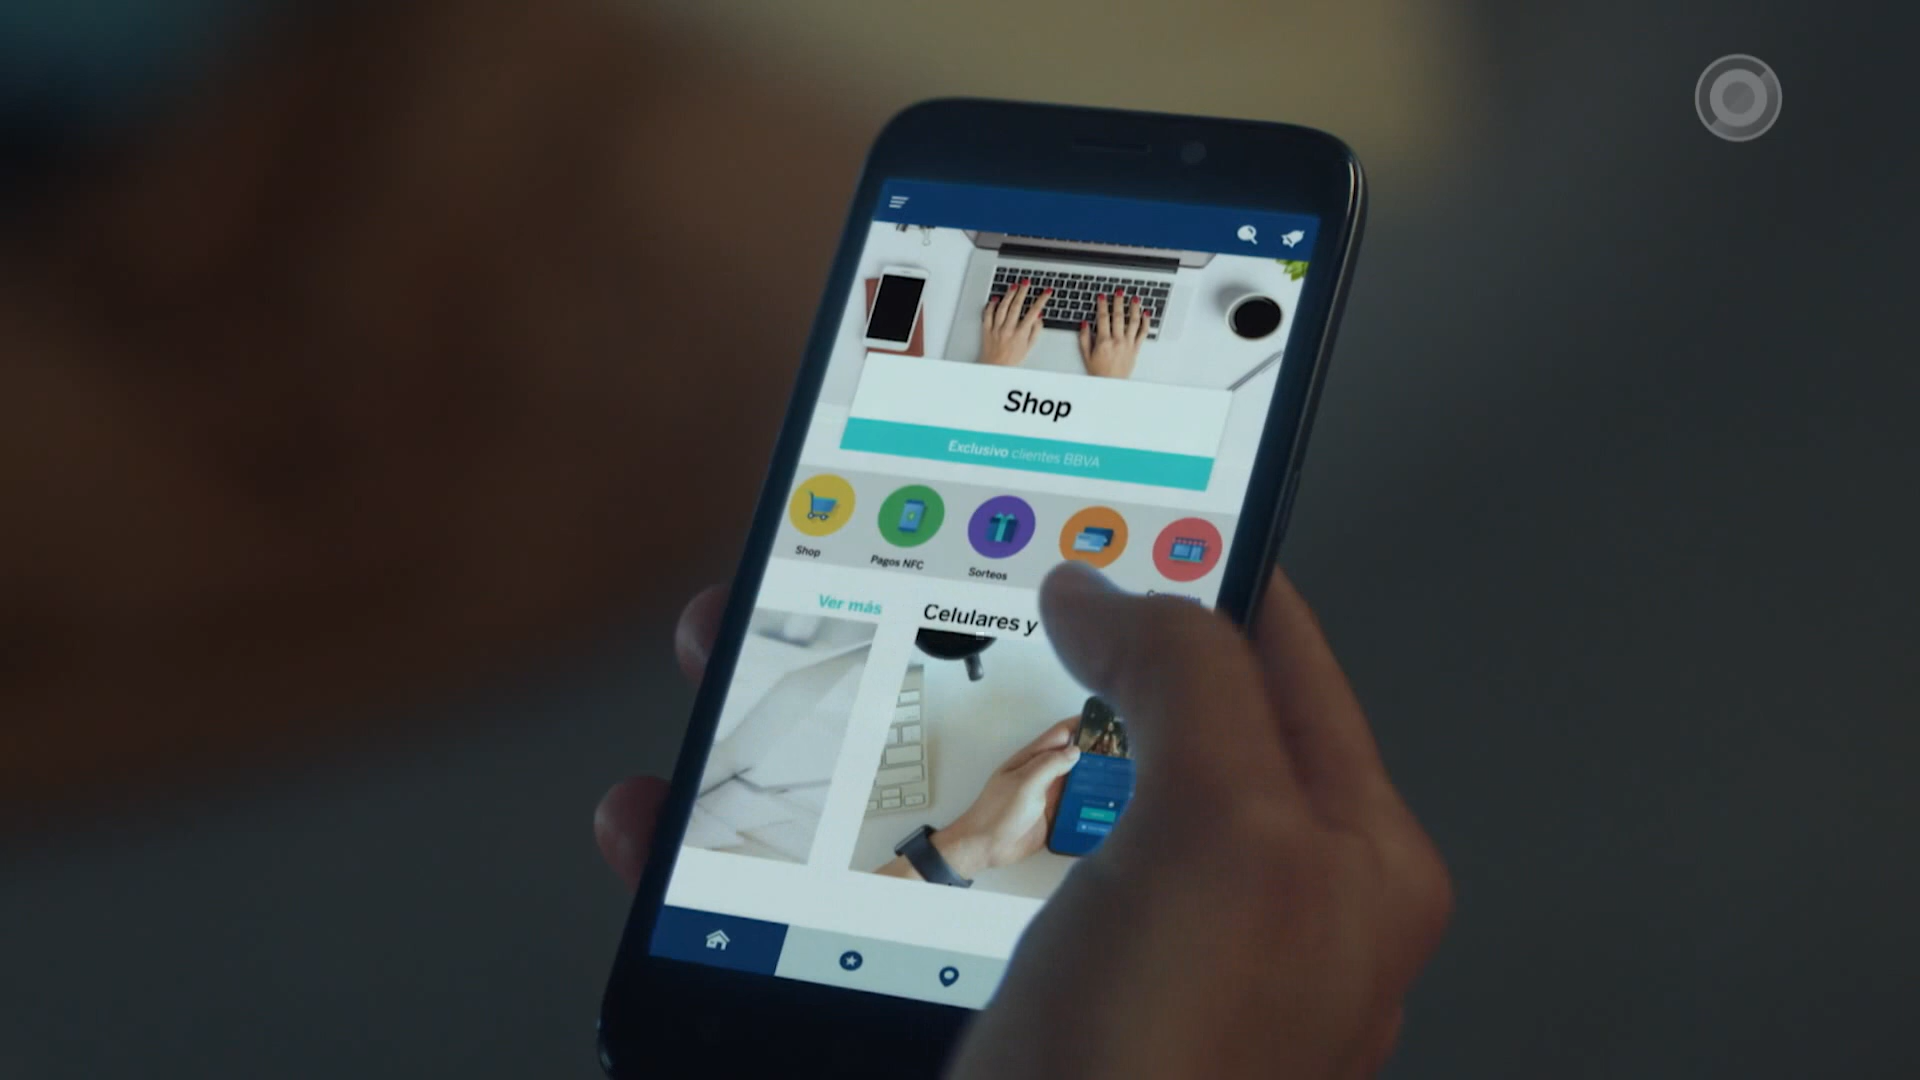 Shop
Exclusivo clientes BBVA
Shop
Pagos NFC
Sorteos
Ver más
Celulares y